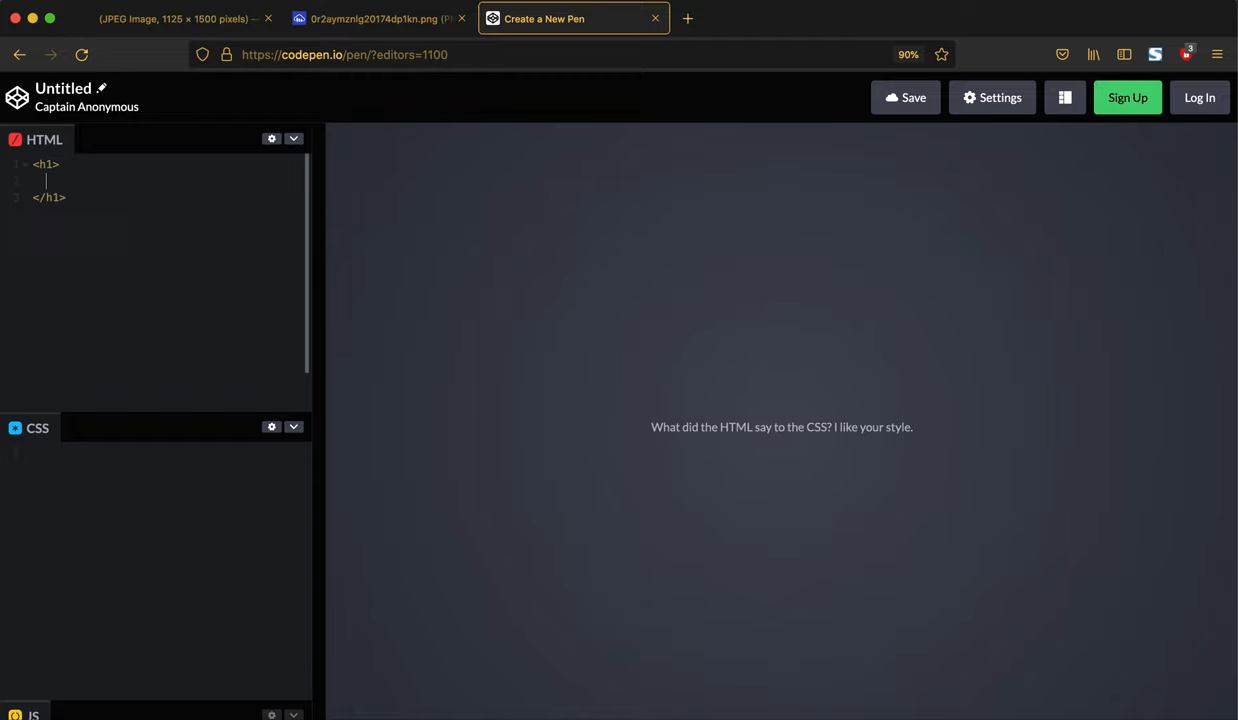 (JPEG Image, 1125 × 1500 pixels) —
0r2aymznlg20174dp1kn.png (P
Create a New Pen
https://codepen.io/pen/?editors=1100
90%
3
Untitled
Captain Anonymous
Save
Settings
Sign Up
Log In
HTML
1 <h1>
2
3 </h1>
What did the HTML say to the CSS? I like your style.
CSS
1
JS